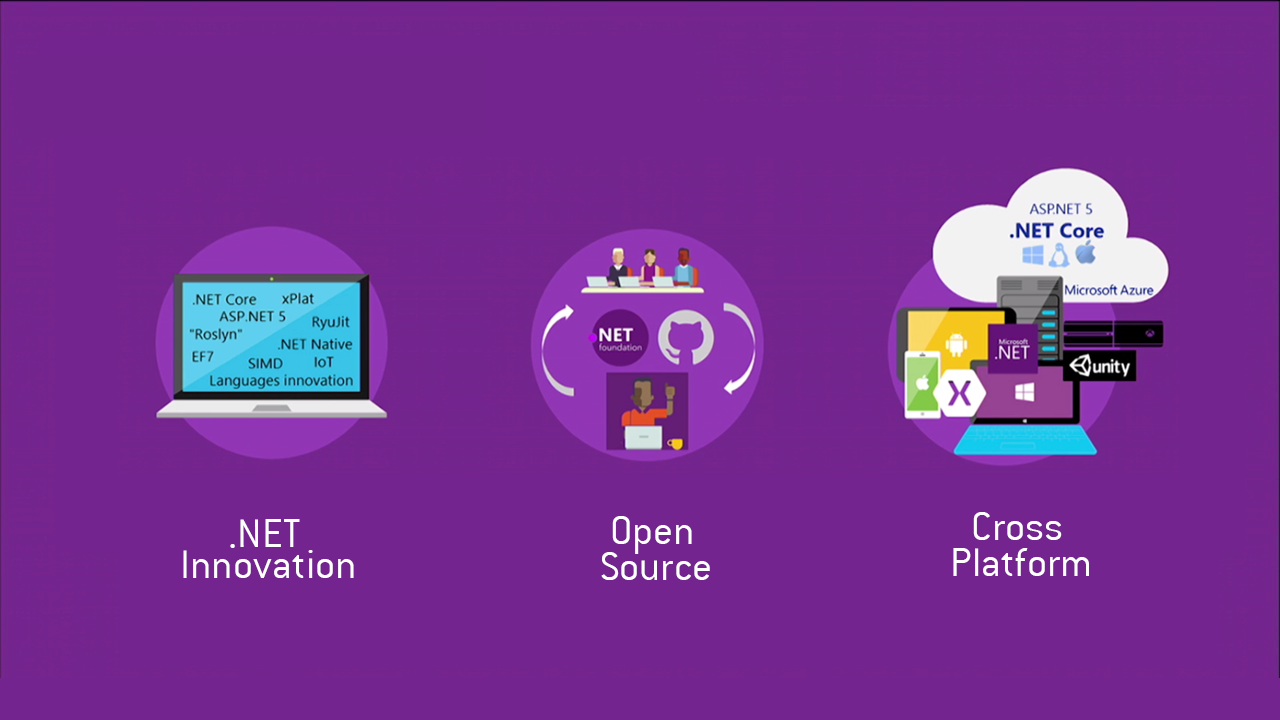 .NET Core xPlat
ASP.NET 5
RyuJit
"Roslyn"
.NET Native
EF7
SIMD
IoT
Languages innovation
.NET
Innovation
.NET
foundation
Open
Source
ASP.NET 5
.NET Core
Microsoft Azure
Microsoft
.NET
unity
Cross
Platform